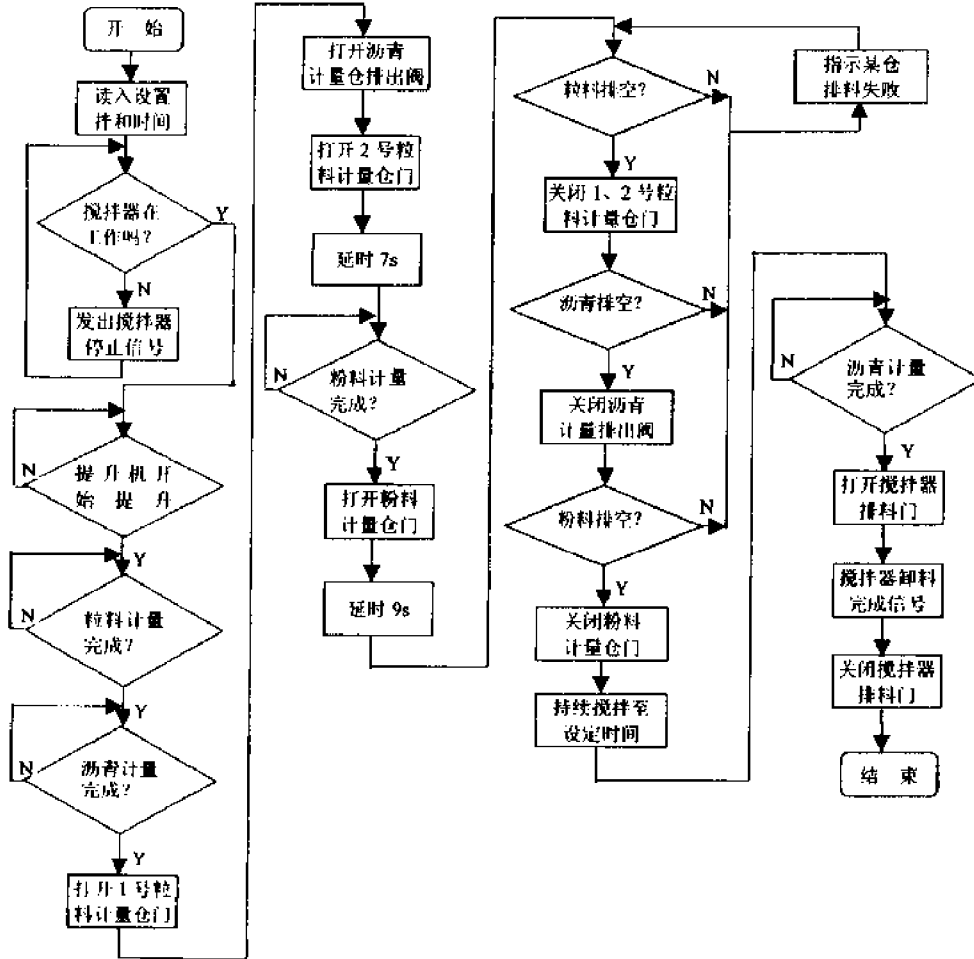 开 始
读入设置
拌和时间
搅拌器在
工作吗?
Y
N
发出搅拌器
停止信号
提 升 机 开
始 提 升
N
Y
粒料计量
完成?
N
Y
沥青计量
完成?
N
Y
打 开 1 号粒
料计量仓门
打开沥青
计量仓排出阀
打开 2 号粒
料计量仓门
延时 7s
粉料计量
完成?
N
Y
打开粉料
计量仓门
延时 9s
粒料排空?
N
Y
指示某仓
排料失败
关闭 1、2 号粒
料计量仓门
沥青排空?
N
Y
关闭沥青
计量排出阀
粉料排空?
N
Y
关闭粉料
计量仓门
持续搅拌至
设定时间
沥青计量
完成?
N
Y
打开搅拌器
排料门
搅拌器卸料
完成信号
关闭搅拌器
排料门
结 束